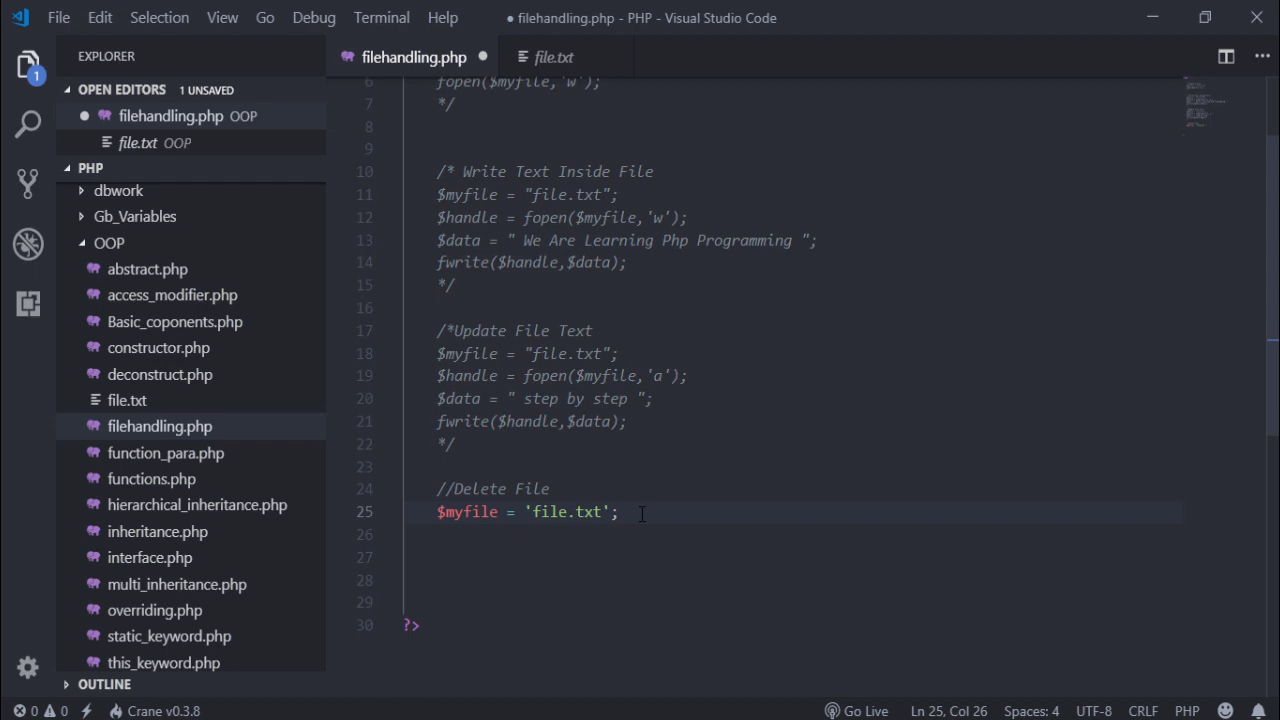 File Edit Selection View Go Debug Terminal Help
● filehandling.php - PHP - Visual Studio Code
EXPLORER
1
OPEN EDITORS 1 UNSAVED
filehandling.php OOP
file.txt OOP
PHP
dbwork
Gb_Variables
OOP
abstract.php
access_modifier.php
Basic_coponents.php
constructor.php
deconstruct.php
file.txt
filehandling.php
function_para.php
functions.php
hierarchical_inheritance.php
inheritance.php
interface.php
multi_inheritance.php
overriding.php
static_keyword.php
this_keyword.php
OUTLINE
filehandling.php file.txt
6 fopen($myfile,'w');
7 */
8
9
10 /* Write Text Inside File
11 $myfile = "file.txt";
12 $handle = fopen($myfile,'w');
13 $data = " We Are Learning Php Programming ";
14 fwrite($handle,$data);
15 */
16
17 /*Update File Text
18 $myfile = "file.txt";
19 $handle = fopen($myfile,'a');
20 $data = " step by step ";
21 fwrite($handle,$data);
22 */
23
24 //Delete File
25 $myfile = 'file.txt';
26
27
28
29
30 ?>
0 0 Crane v0.3.8 Go Live Ln 25, Col 26 Spaces: 4 UTF-8 CRLF PHP